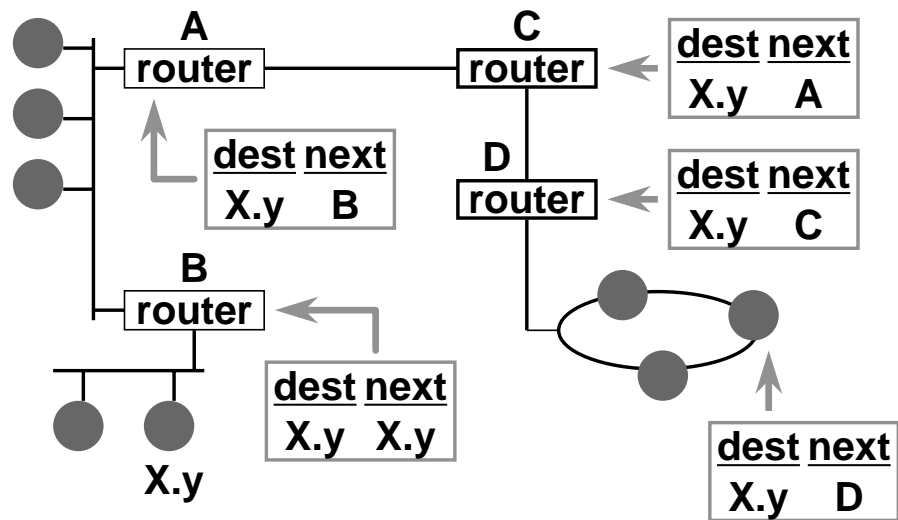 A
router
C
router
dest next
X.y A
dest next
X.y B
D
router
dest next
X.y C
B
router
dest next
X.y X.y
X.y
dest next
X.y D